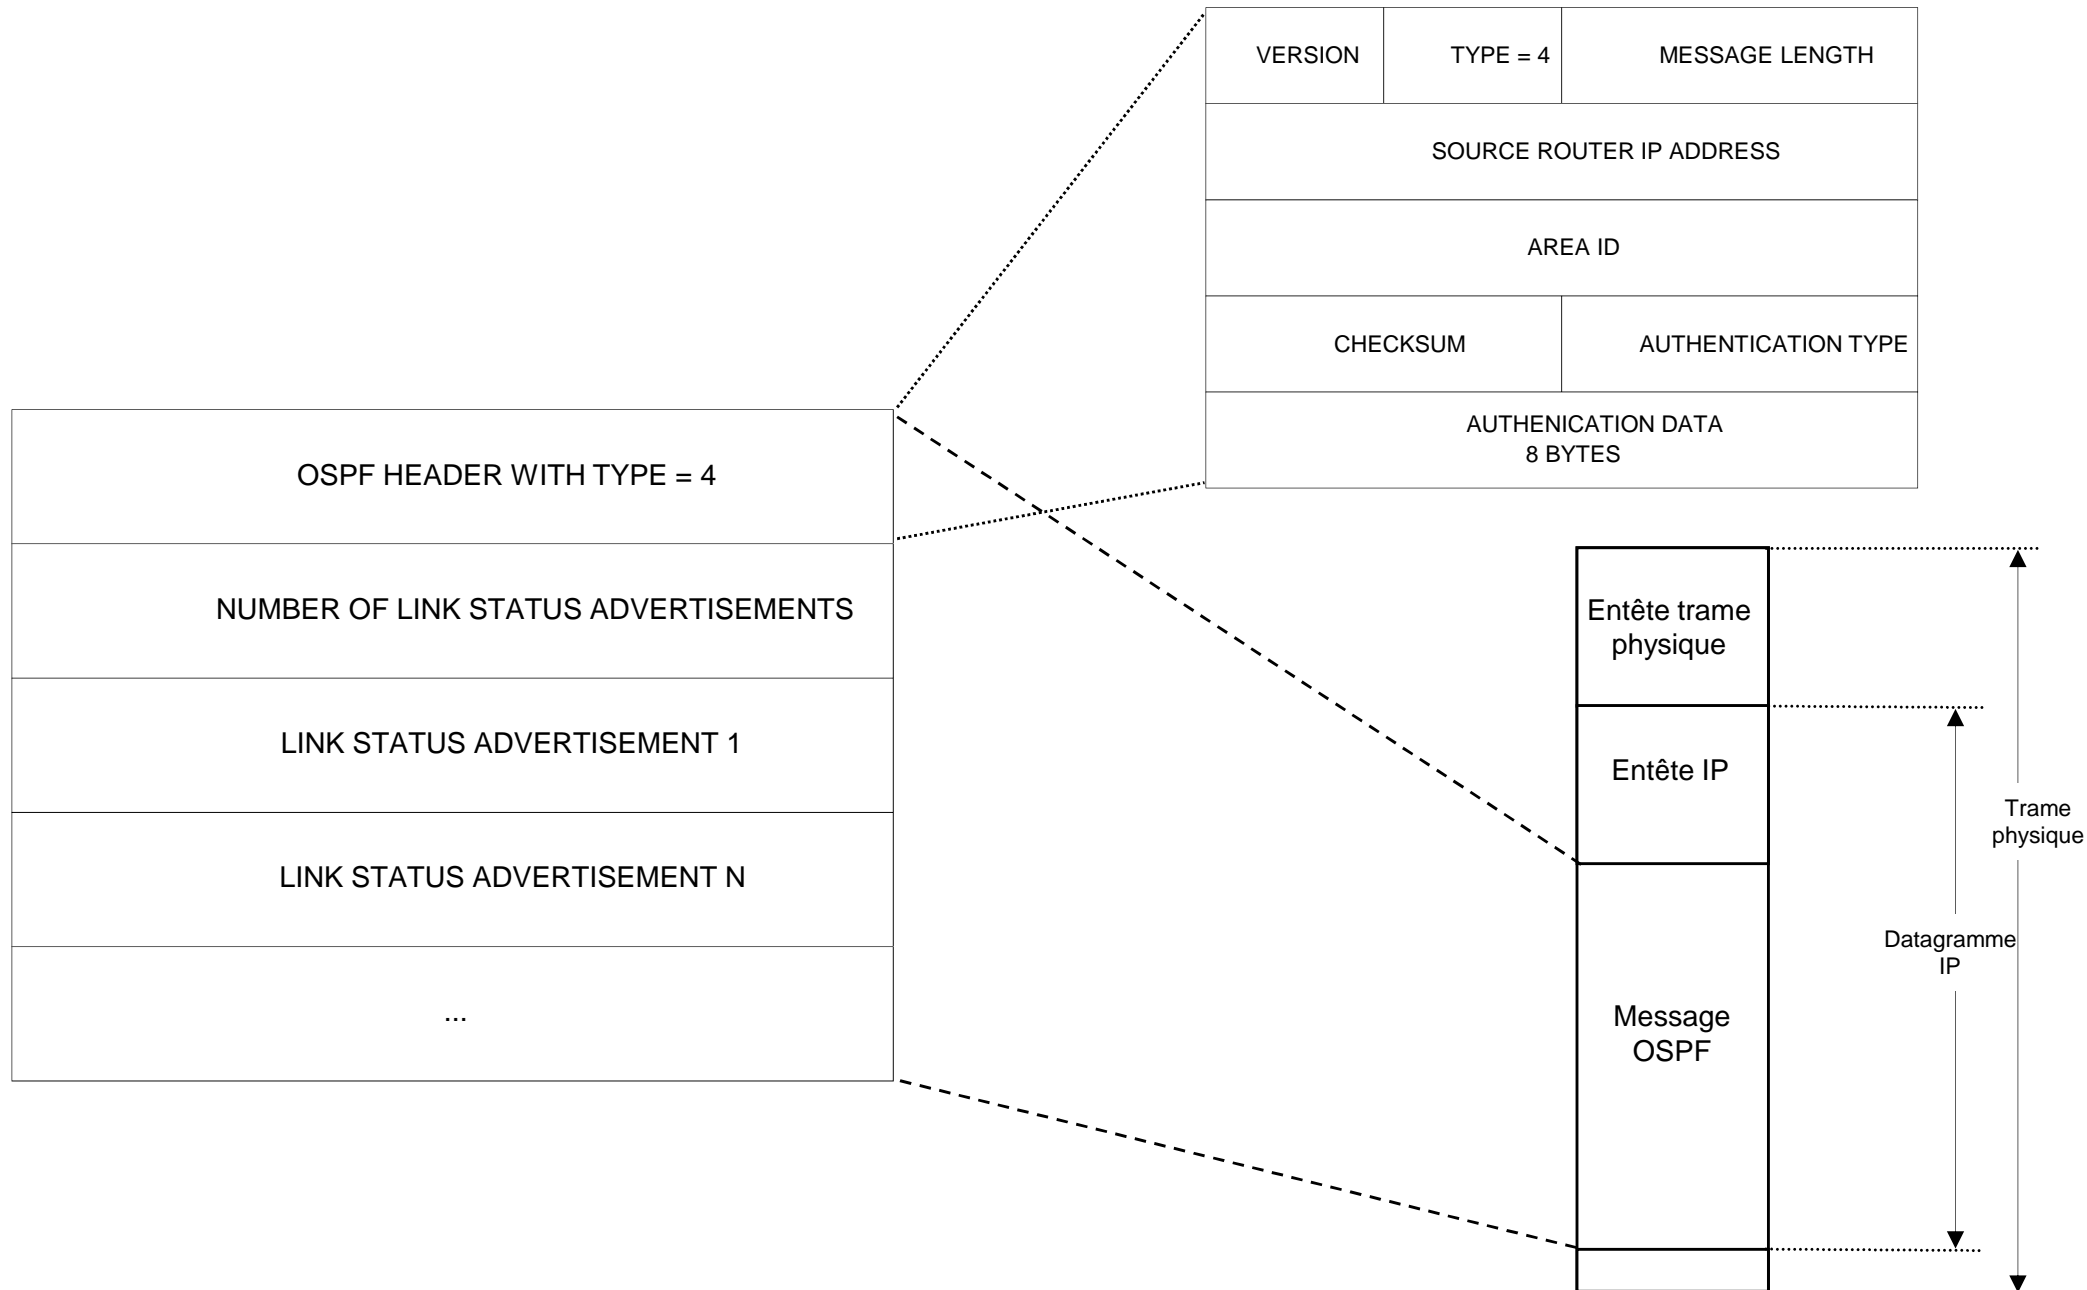 VERSION
TYPE = 4
MESSAGE LENGTH
SOURCE ROUTER IP ADDRESS
AREA ID
CHECKSUM
AUTHENTICATION TYPE
AUTHENICATION DATA
8 BYTES
OSPF HEADER WITH TYPE = 4
NUMBER OF LINK STATUS ADVERTISEMENTS
LINK STATUS ADVERTISEMENT 1
LINK STATUS ADVERTISEMENT N
...
Entête trame
physique
Entête IP
Message
OSPF
Datagramme
IP
Trame
physique